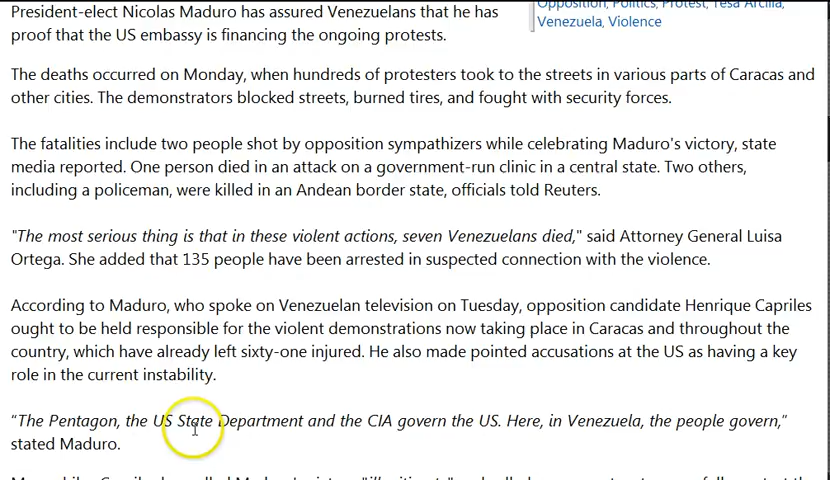 Opposition, Politics, Protest, Tesa Arcilla,
Venezuela, Violence
President-elect Nicolas Maduro has assured Venezuelans that he has
proof that the US embassy is financing the ongoing protests.
The deaths occurred on Monday, when hundreds of protesters took to the streets in various parts of Caracas and
other cities. The demonstrators blocked streets, burned tires, and fought with security forces.
The fatalities include two people shot by opposition sympathizers while celebrating Maduro's victory, state
media reported. One person died in an attack on a government-run clinic in a central state. Two others,
including a policeman, were killed in an Andean border state, officials told Reuters.
"The most serious thing is that in these violent actions, seven Venezuelans died," said Attorney General Luisa
Ortega. She added that 135 people have been arrested in suspected connection with the violence.
According to Maduro, who spoke on Venezuelan television on Tuesday, opposition candidate Henrique Capriles
ought to be held responsible for the violent demonstrations now taking place in Caracas and throughout the
country, which have already left sixty-one injured. He also made pointed accusations at the US as having a key
role in the current instability.
“The Pentagon, the US State Department and the CIA govern the US. Here, in Venezuela, the people govern,”
stated Maduro.